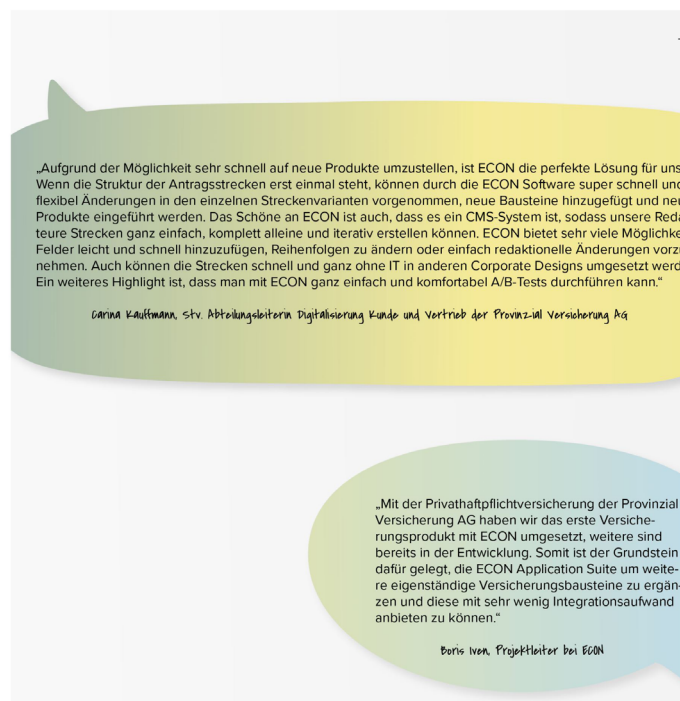 „Aufgrund der Möglichkeit sehr schnell auf neue Produkte umzustellen, ist ECON die perfekte Lösung für uns
Wenn die Struktur der Antragsstrecken erst einmal steht, können durch die ECON Software super schnell und
flexibel Änderungen in den einzelnen Streckenvarianten vorgenommen, neue Bausteine hinzugefügt und
Produkte eingeführt werden. Das Schöne an ECON ist auch, dass es ein CMS-System ist, sodass unsere
teure Strecken ganz einfach, komplett alleine und iterativ erstellen können. ECON bietet sehr viele
Felder leicht und schnell hinzuzufügen, Reihenfolgen zu ändern oder einfach redaktionelle Änderungen
nehmen. Auch können die Strecken schnell und ganz ohne IT in anderen Corporate Designs umgesetzt
Ein weiteres Highlight ist, dass man mit ECON ganz einfach und komfortabel A/B-Tests durchführen kann.“
Carina Kauffmann, Stv. Abteilungsleiterin Digitalisierung Kunde und Vertrieb der Provinzial Versicherung AG
„Mit der Privathaftpflichtversicherung der Provinzial
Versicherung AG haben wir das erste Versiche-
rungsprodukt mit ECON umgesetzt, weitere sind
bereits in der Entwicklung. Somit ist der Grundstein
dafür gelegt, die ECON Application Suite um weite-
re eigenständige Versicherungsbausteine zu ergän-
zen und diese mit sehr wenig Integrationsaufwand
anbieten zu können.“
Boris Iven, Projektleiter bei ECON